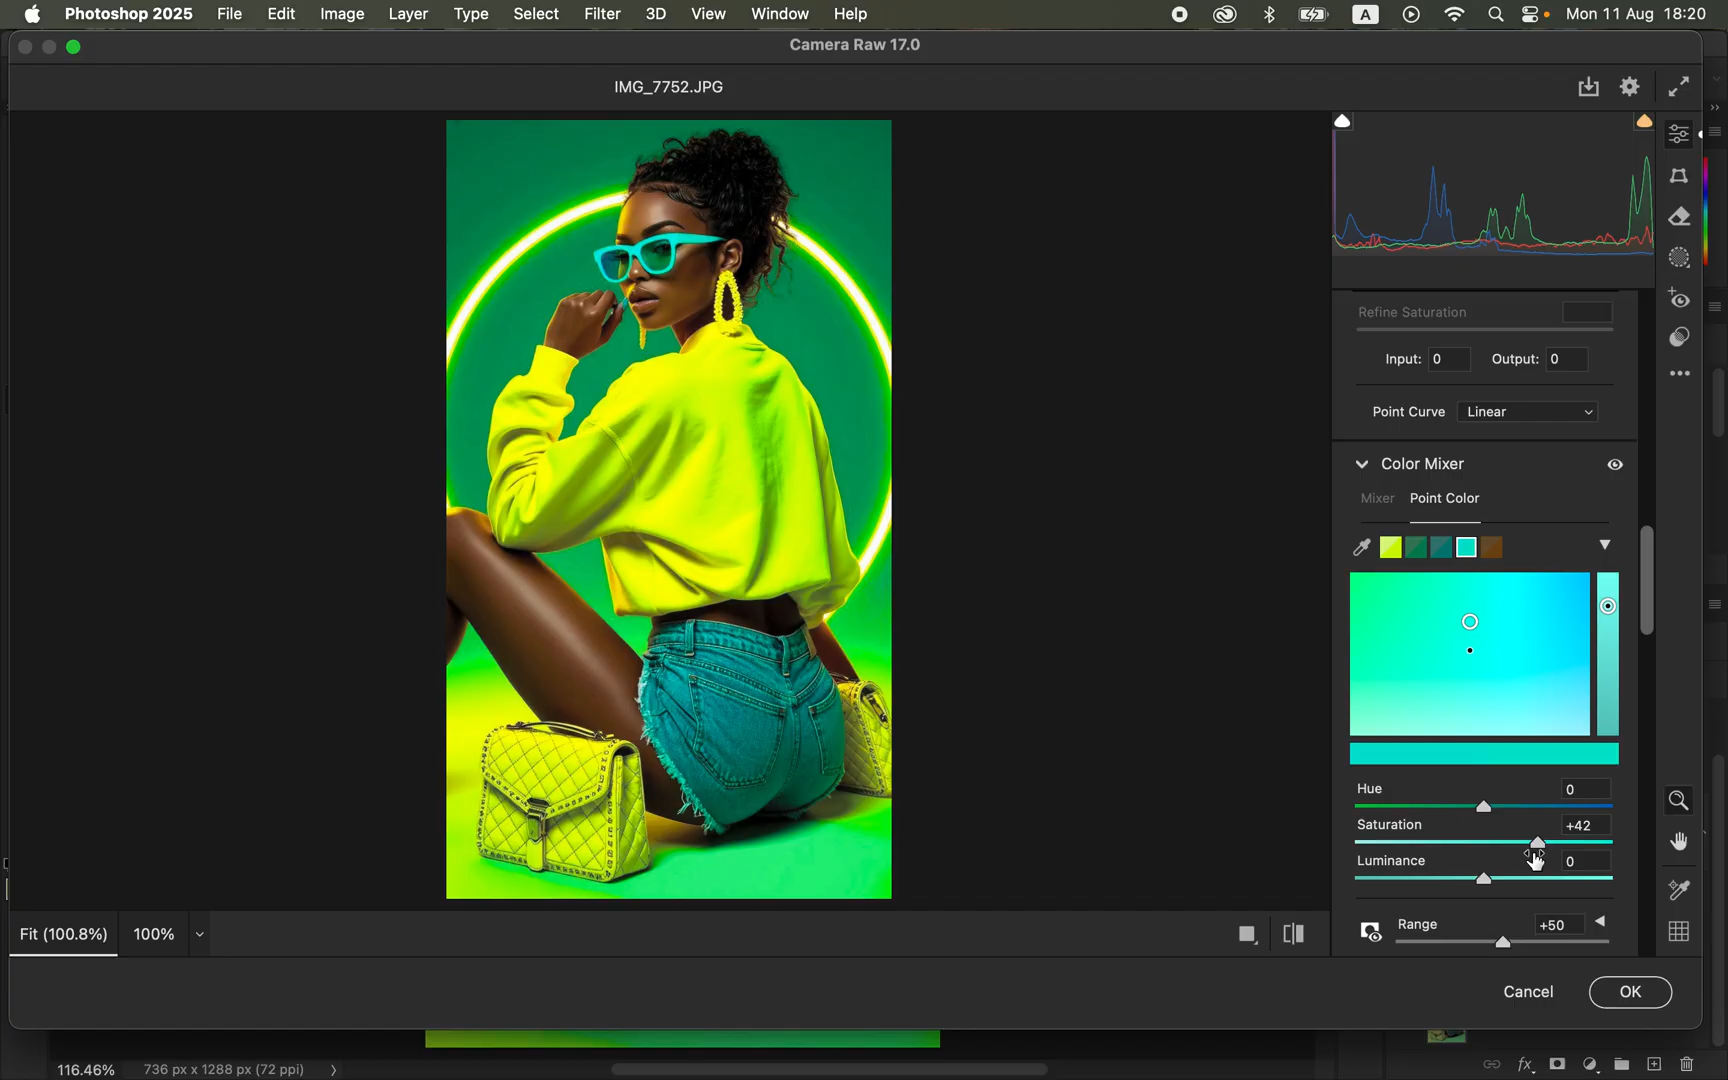 Photoshop 2025 File Edit Image Layer Type Select Filter 3D View Window Help A Mon 11 Aug 18:20
Camera Raw 17.0
IMG_7752.JPG
Refine Saturation
Input: 0 Output: 0
Point Curve Linear
Color Mixer
Mixer Point Color
Hue 0
Saturation +42
Luminance 0
Range +50
Fit (100.8%) 100%
Cancel OK
116.46% 736 px x 1288 px (72 ppi)
fx